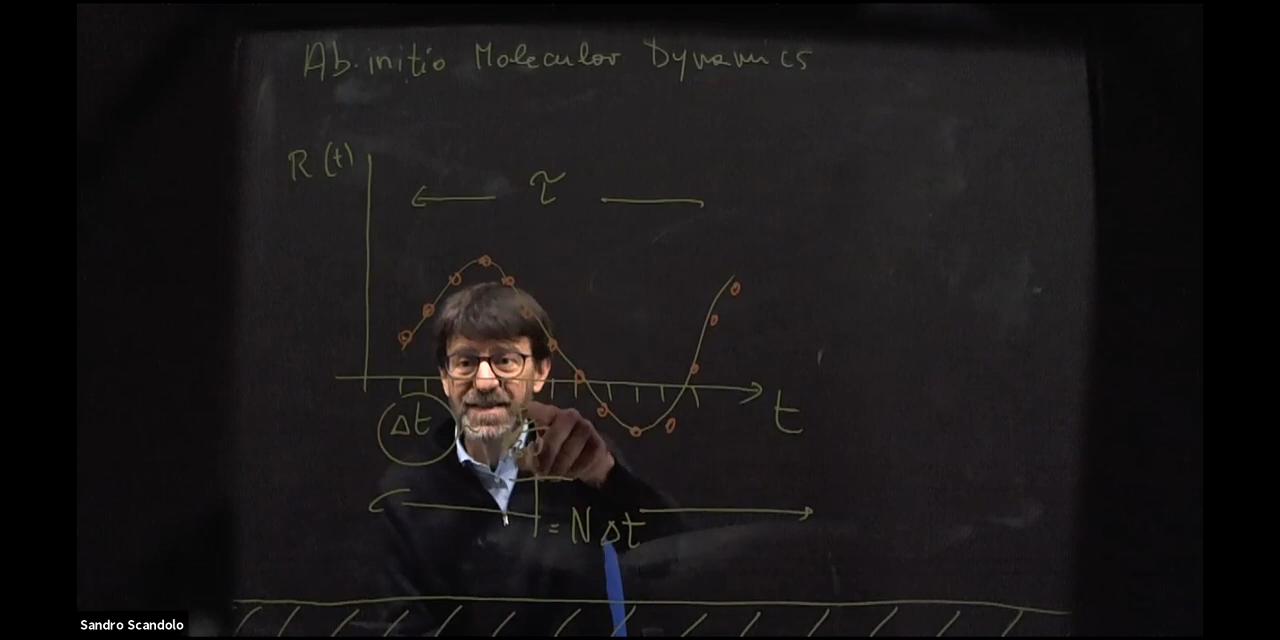 Ab.initio Molecular Dynamics
R (t)
τ
Δt
t
T = N Δt
Sandro Scandolo